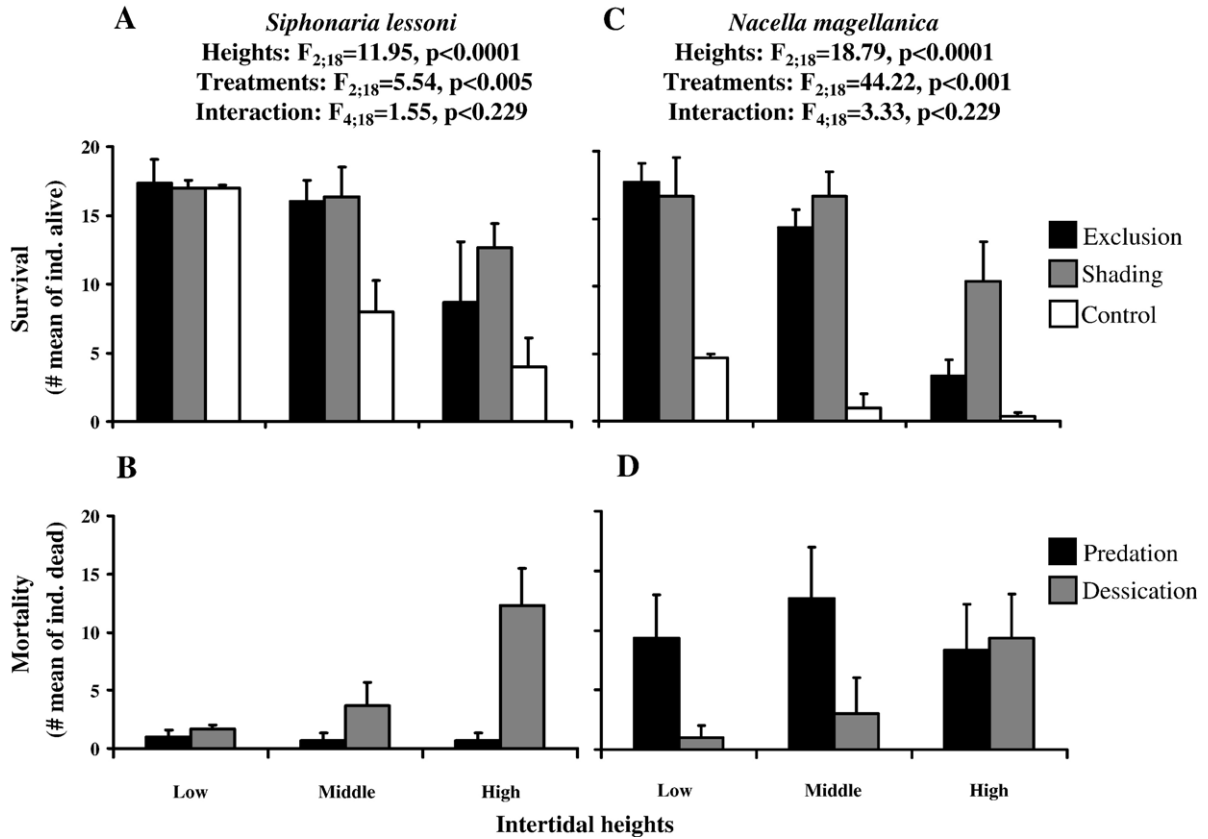 A
Siphonaria lessoni
Heights: F2;18=11.95, p<0.0001
Treatments: F2;18=5.54, p<0.005
Interaction: F4;18=1.55, p<0.229
C
Nacella magellanica
Heights: F2;18=18.79, p<0.0001
Treatments: F2;18=44.22, p<0.001
Interaction: F4;18=3.33, p<0.229
Survival
(# mean of ind. alive)
20
15
10
5
0
Exclusion
Shading
Control
B
D
Mortality
(# mean of ind. dead)
20
15
10
5
0
Predation
Dessication
Low
Middle
High
Low
Middle
High
Intertidal heights